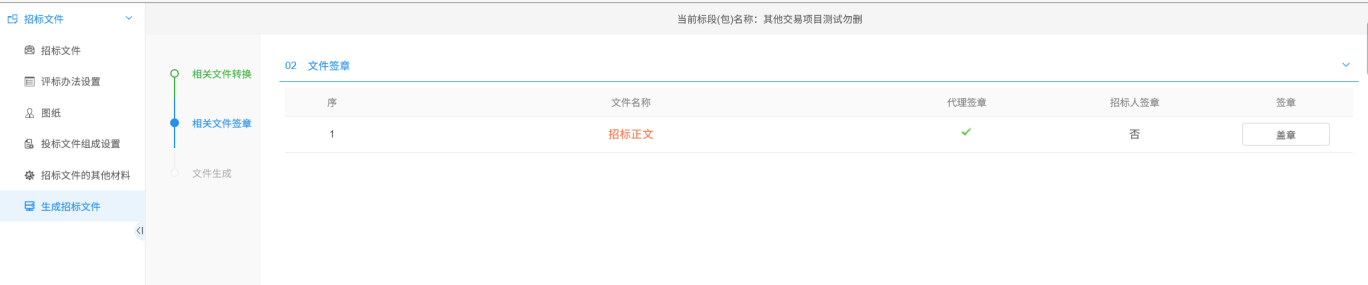 招标文件
招标文件
评标办法设置
图纸
投标文件组成设置
招标文件的其他材料
生成招标文件
当前标段(包)名称：其他交易项目测试勿删
相关文件转换
相关文件签章
文件生成
02 文件签章
序 文件名称 代理签章 招标人签章 签章
1 招标正文 否 盖章